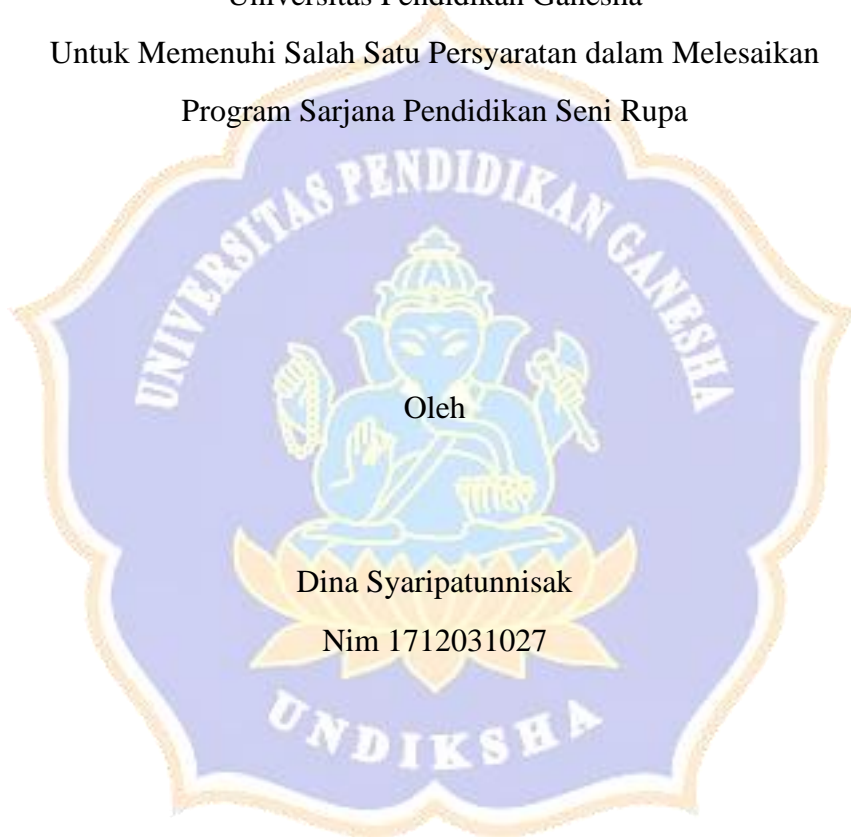 Universitas Pendidikan Ganesha
Untuk Memenuhi Salah Satu Persyaratan dalam Melesaikan
Program Sarjana Pendidikan Seni Rupa
UNIVERSITAS PENDIDIKAN GANESHA
Oleh
Dina Syaripatunnisak
Nim 1712031027
UNDIKSHA